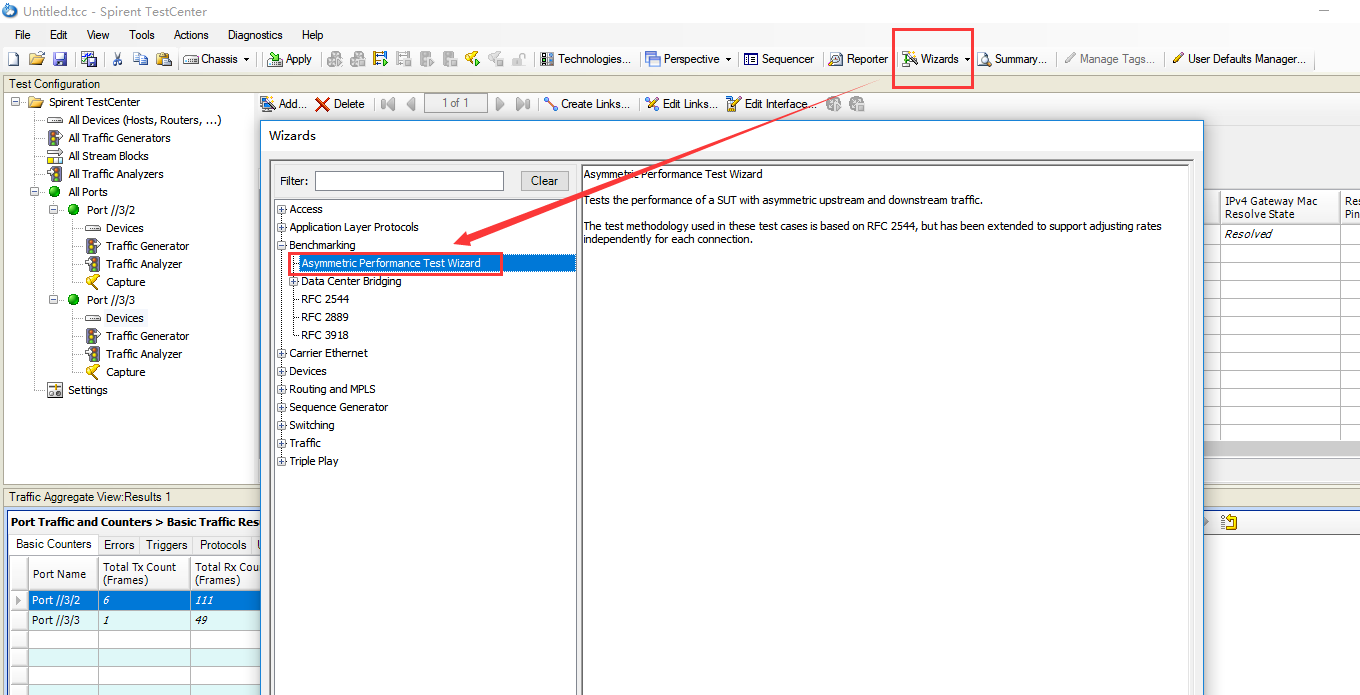 Untitled.tcc - Spirent TestCenter
File Edit View Tools Actions Diagnostics Help
Chassis Apply Technologies... Perspective Sequencer Reporter Wizards Summary... Manage Tags... User Defaults Manager...
Test Configuration
Spirent TestCenter
All Devices (Hosts, Routers, ...)
All Traffic Generators
All Stream Blocks
All Traffic Analyzers
All Ports
Port //3/2
Devices
Traffic Generator
Traffic Analyzer
Capture
Port //3/3
Devices
Traffic Generator
Traffic Analyzer
Capture
Settings
Add... Delete 1 of 1 Create Links... Edit Links... Edit Interface...
Wizards
Filter: Clear
Access
Application Layer Protocols
Benchmarking
Asymmetric Performance Test Wizard
Data Center Bridging
RFC 2544
RFC 2889
RFC 3918
Carrier Ethernet
Devices
Routing and MPLS
Sequence Generator
Switching
Traffic
Triple Play
Asymmetric Performance Test Wizard
Tests the performance of a SUT with asymmetric upstream and downstream traffic.
The test methodology used in these test cases is based on RFC 2544, but has been extended to support adjusting rates
independently for each connection.
IPv4 Gateway Mac
Resolve State
Resolved
Traffic Aggregate View:Results 1
Port Traffic and Counters > Basic Traffic Res
Basic Counters Errors Triggers Protocols
Port Name
Total Tx Count
(Frames)
Total Rx Cou
(Frames)
Port //3/2 6 111
Port //3/3 1 49